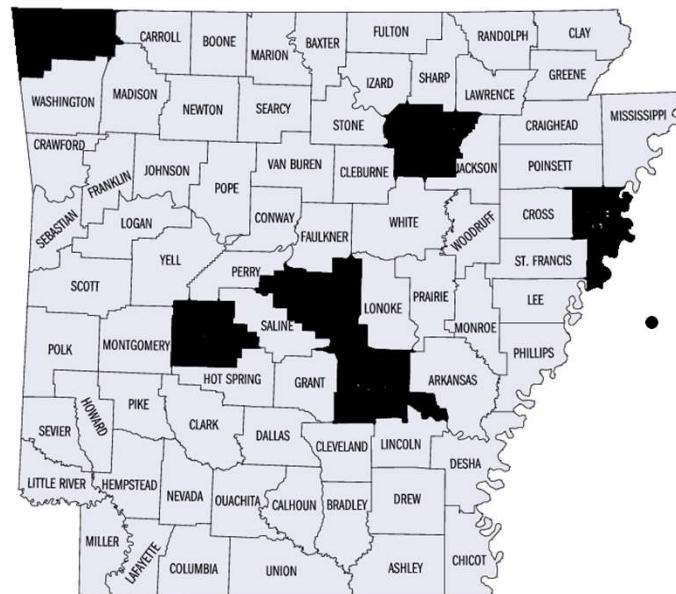 CARROLL
BOONE
MARION
BAXTER
FULTON
RANDOLPH
CLAY
IZARD
SHARP
LAWRENCE
GREENE
WASHINGTON
MADISON
NEWTON
SEARCY
STONE
CRAIGHEAD
MISSISSIPPI
CRAWFORD
FRANKLIN
JOHNSON
POPE
VAN BUREN
CLEBURNE
JACKSON
POINSETT
SEBASTIAN
LOGAN
CONWAY
FAULKNER
WHITE
WOODRUFF
CROSS
ST. FRANCIS
SCOTT
YELL
PERRY
LONOKE
PRAIRIE
LEE
MONROE
POLK
MONTGOMERY
SALINE
PHILLIPS
HOT SPRING
GRANT
ARKANSAS
SEVIER
HOWARD
PIKE
CLARK
DALLAS
CLEVELAND
LINCOLN
DESHA
LITTLE RIVER
HEMPSTEAD
NEVADA
OUACHITA
CALHOUN
BRADLEY
DREW
MILLER
LAFAYETTE
COLUMBIA
UNION
ASHLEY
CHICOT